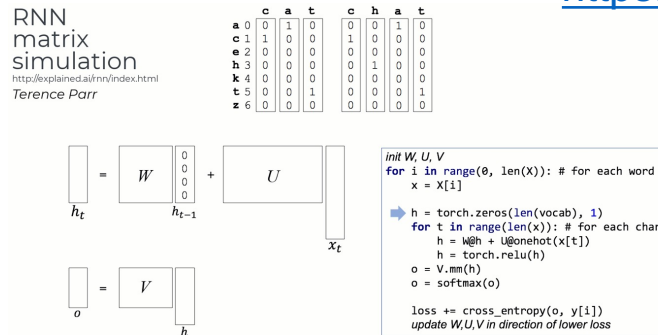 RNN
matrix
simulation
http://explained.ai/rnn/index.html
Terence Parr
c a t c h a t
a 0 0 1 0 0 0 1 0
c 1 1 0 0 1 0 0 0
e 2 0 0 0 0 0 0 0
h 3 0 0 0 0 1 0 0
k 4 0 0 0 0 0 0 0
t 5 0 0 1 0 0 0 1
z 6 0 0 0 0 0 0 0
= W 0 + U
0
0
0
hₜ hₜ₋₁ xₜ
= V
o h
init W, U, V
for i in range(0, len(X)): # for each word
x = X[i]
h = torch.zeros(len(vocab), 1)
for t in range(len(x)): # for each char
h = W@h + U@onehot(x[t])
h = torch.relu(h)
o = V.mm(h)
o = softmax(o)
loss += cross_entropy(o, y[i])
update W,U,V in direction of lower loss